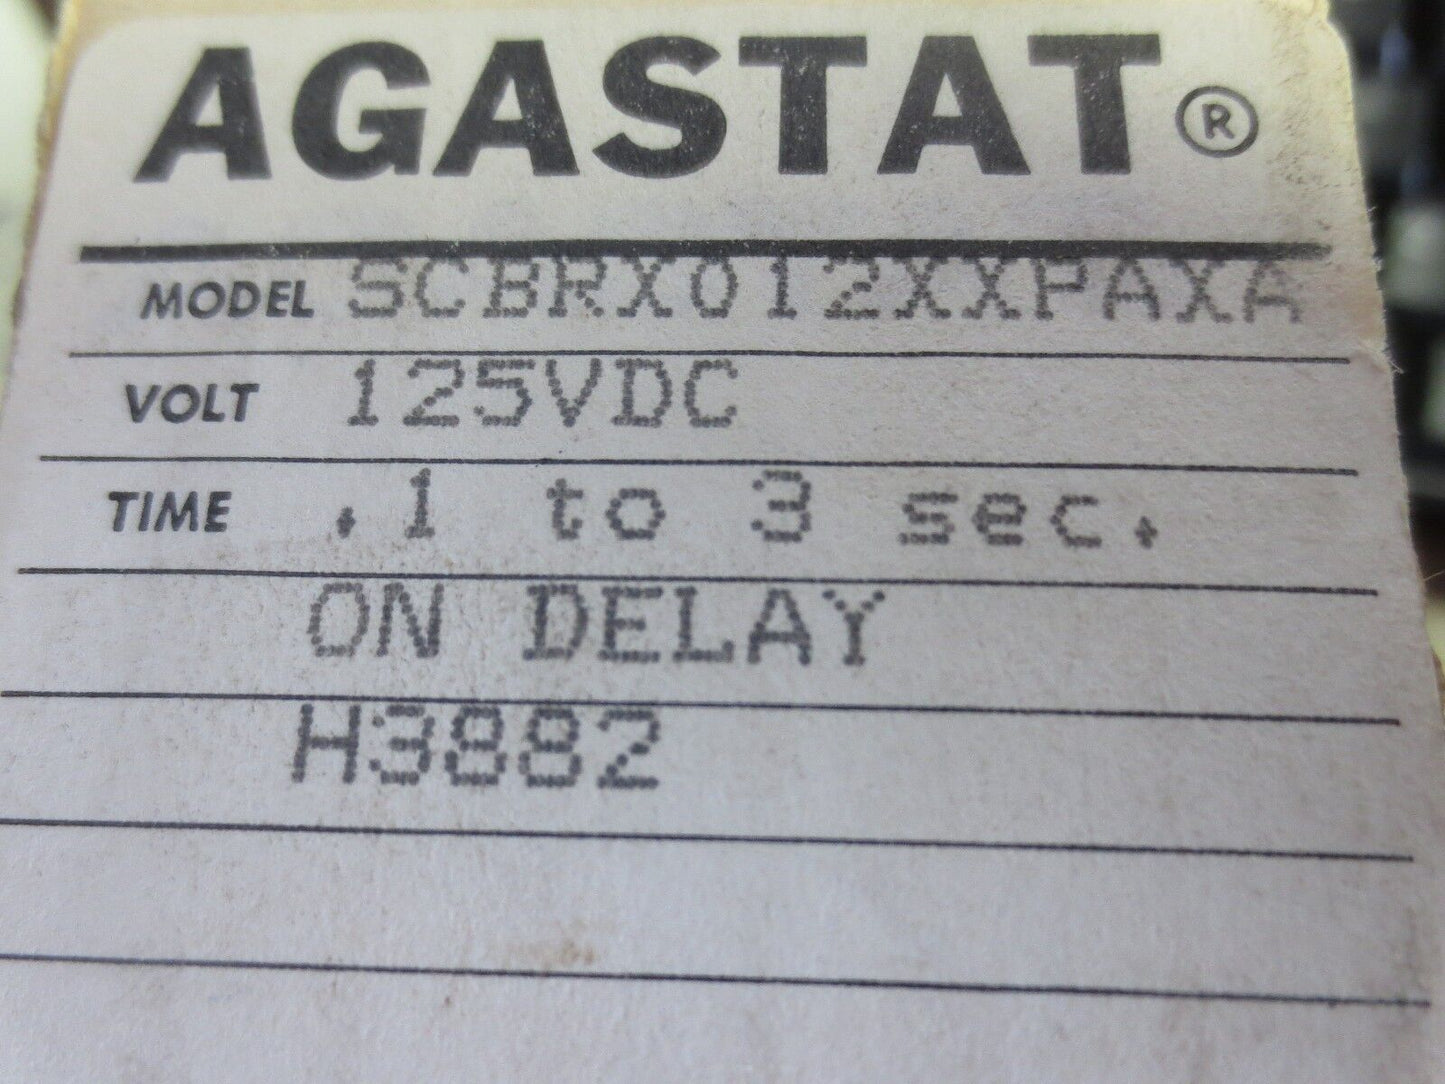 AGASTAT®
MODEL SCBRX012XXPAXA
VOLT 125VDC
TIME .1 to 3 sec.
ON DELAY
H3882